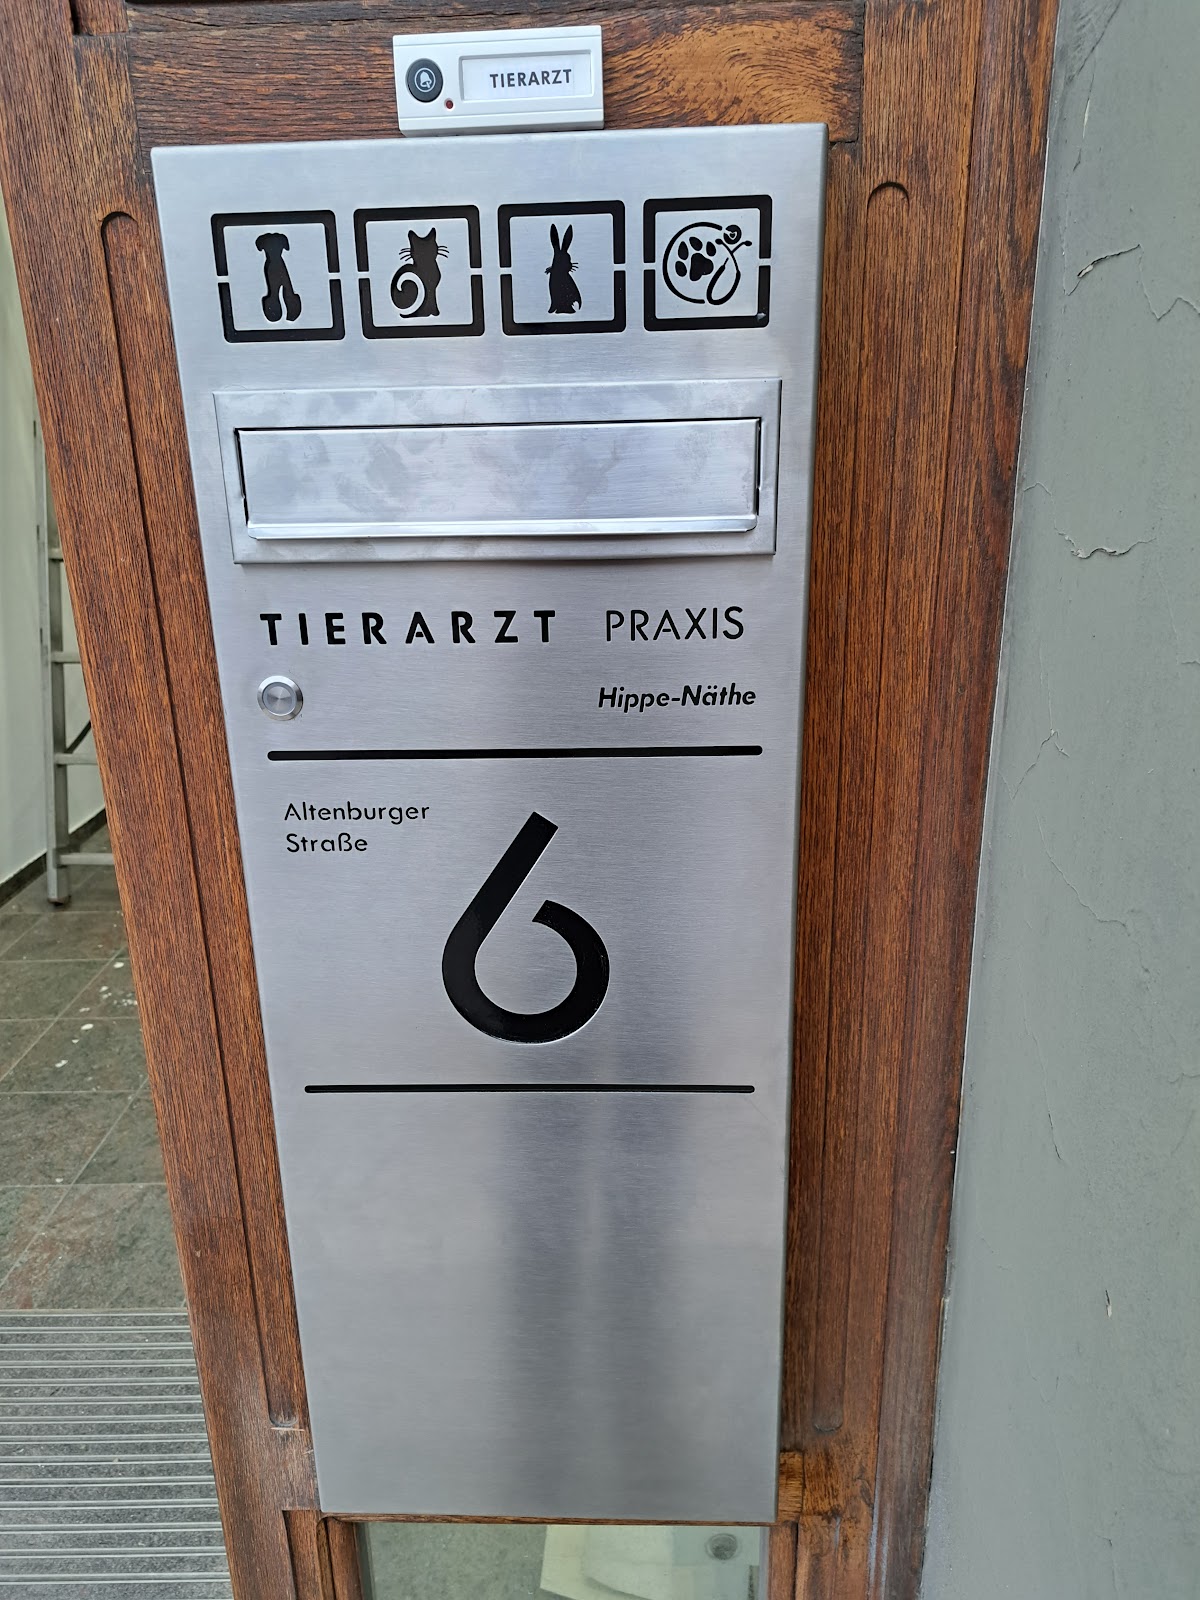 TIERARZT
TIERARZT PRAXIS
Hippe-Näthe
Altenburger
Straße
6